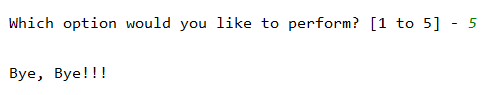 Which option would you like to perform? [1 to 5] - 5
Bye, Bye!!!